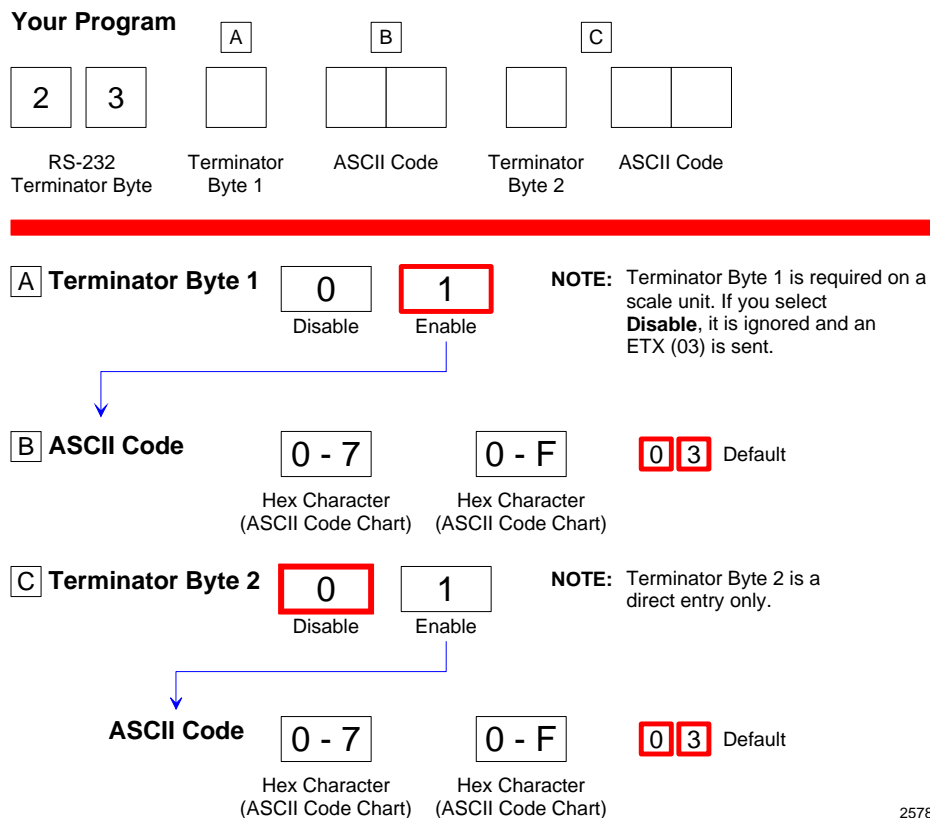 Your Program
A B C
2 3
RS-232
Terminator Byte
Terminator
Byte 1
ASCII Code
Terminator
Byte 2
ASCII Code
A Terminator Byte 1
0
Disable
1
Enable
NOTE: Terminator Byte 1 is required on a
scale unit. If you select
Disable, it is ignored and an
ETX (03) is sent.
B ASCII Code
0 - 7
Hex Character
(ASCII Code Chart)
0 - F
Hex Character
(ASCII Code Chart)
0 3 Default
C Terminator Byte 2
0
Disable
1
Enable
NOTE: Terminator Byte 2 is a
direct entry only.
ASCII Code
0 - 7
Hex Character
(ASCII Code Chart)
0 - F
Hex Character
(ASCII Code Chart)
0 3 Default
2578